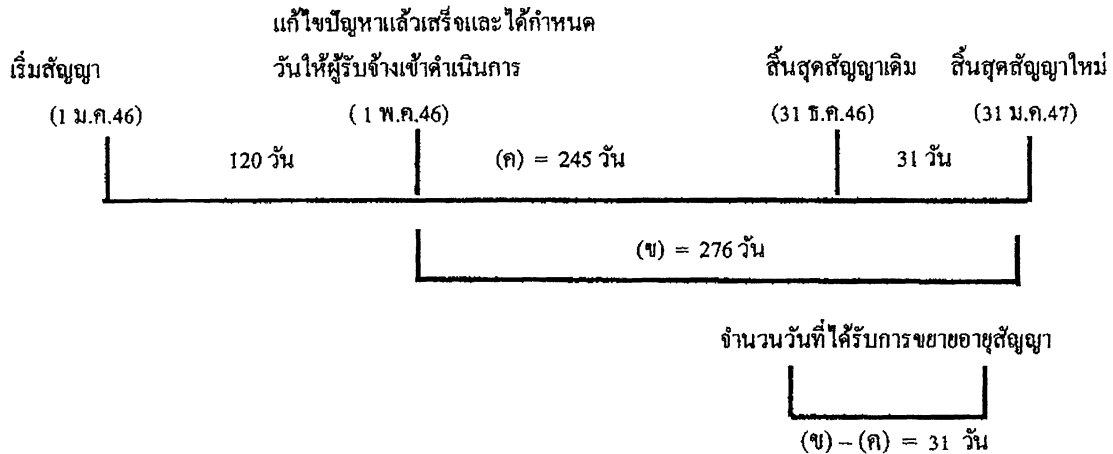 แก้ไขปัญหาแล้วเสร็จและได้กำหนด
วันให้ผู้รับจ้างเข้าดำเนินการ
เริ่มสัญญา
(1 ม.ค.46)
( 1 พ.ค.46)
สิ้นสุดสัญญาเดิม
(31 ธ.ค.46)
สิ้นสุดสัญญาใหม่
(31 ม.ค.47)
120 วัน
(ค) = 245 วัน
31 วัน
(ข) = 276 วัน
จำนวนวันที่ได้รับการขยายอายุสัญญา
(ข) – (ค) = 31 วัน